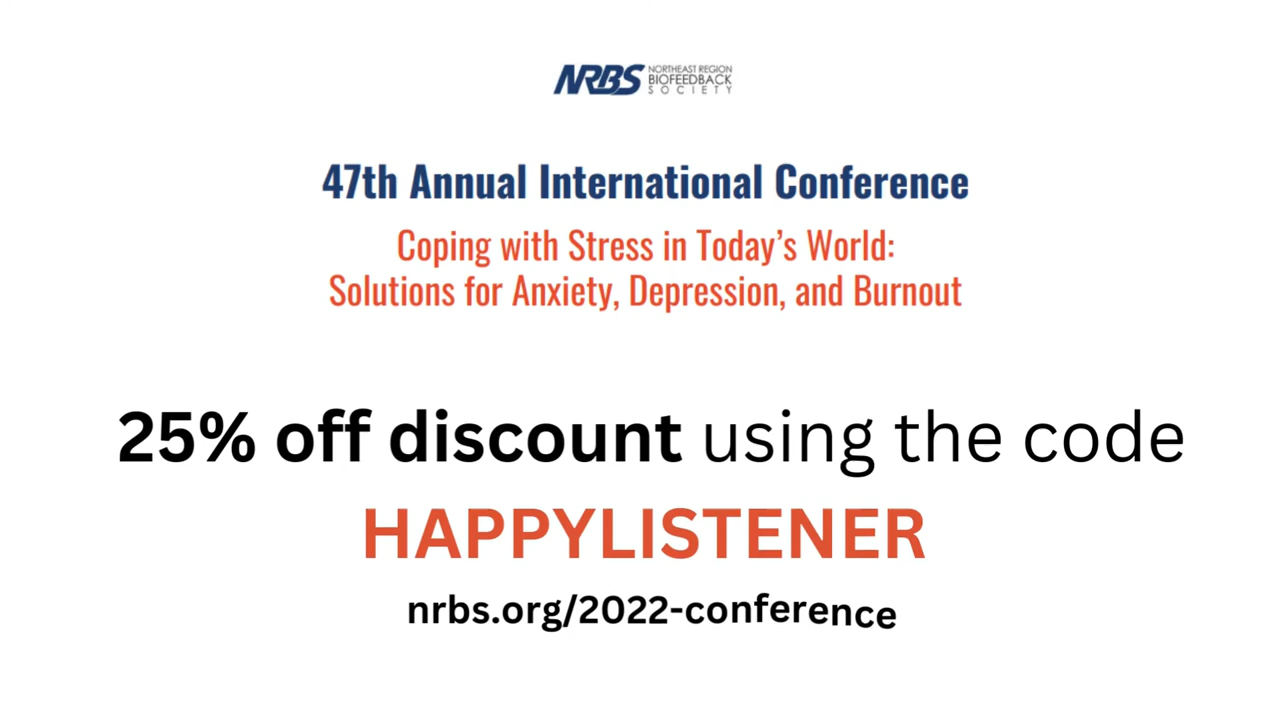 NRBS NORTHEAST REGION
BIOFEEDBACK
SOCIETY
47th Annual International Conference
Coping with Stress in Today's World:
Solutions for Anxiety, Depression, and Burnout
25% off discount using the code
HAPPYLISTENER
nrbs.org/2022-conference